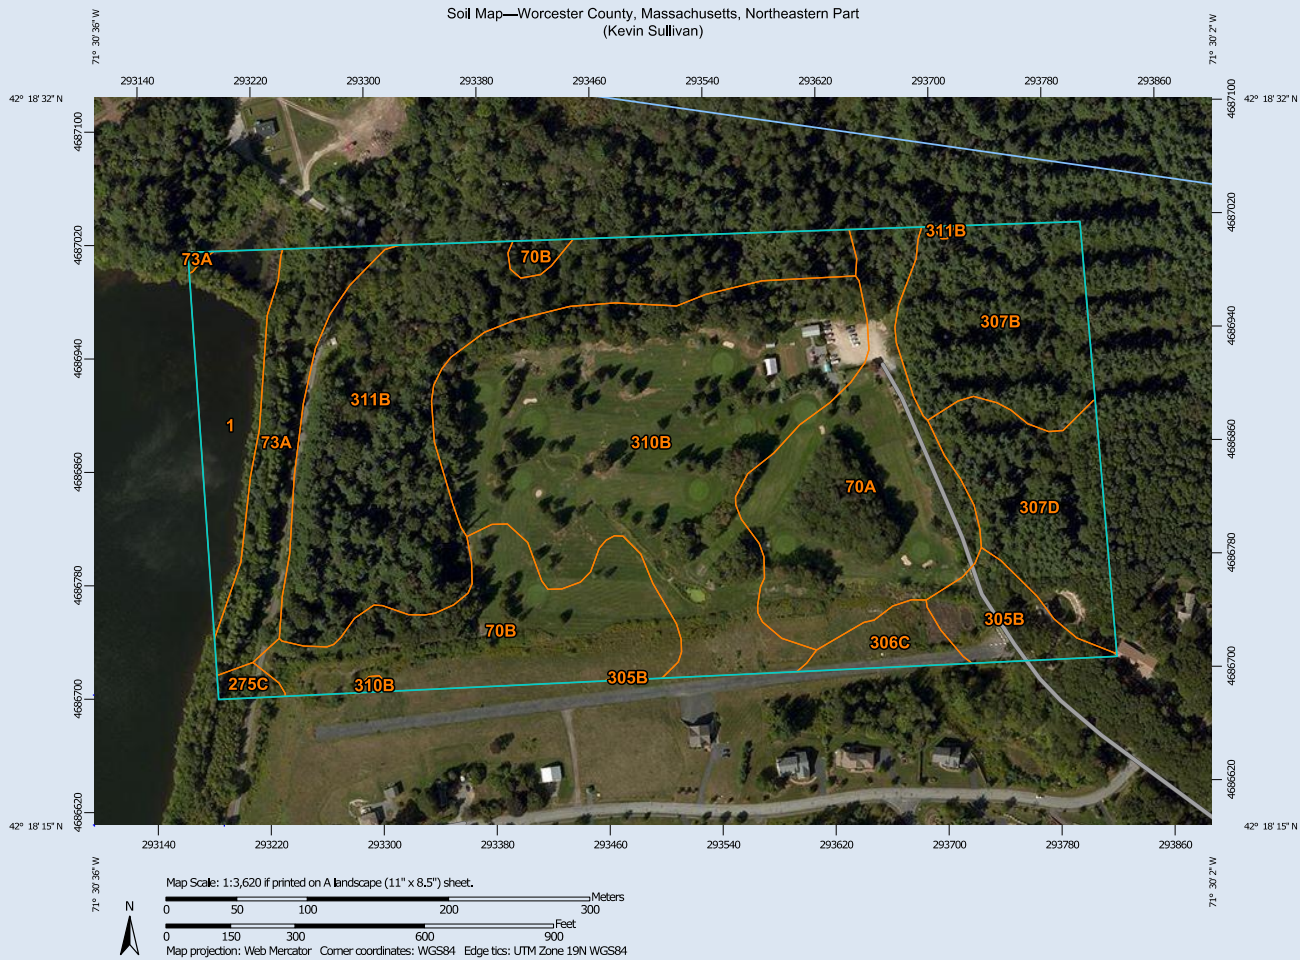 Soil Map—Worcester County, Massachusetts, Northeastern Part
(Kevin Sullivan)
71° 30' 36'' W
71° 30' 2'' W
293140 293220 293300 293380 293460 293540 293620 293700 293780 293860
42° 18' 32'' N
42° 18' 32'' N
4687100
4687100
4687020
4687020
4686940
4686940
4686860
4686860
4686780
4686780
4686700
4686700
4686620
4686620
311B
73A
70B
307B
311B
1
73A
310B
70A
307D
305B
70B
306C
305B
275C
310B
42° 18' 15'' N
42° 18' 15'' N
293140 293220 293300 293380 293460 293540 293620 293700 293780 293860
71° 30' 36'' W
71° 30' 2'' W
Map Scale: 1:3,620 if printed on A landscape (11" x 8.5") sheet.
Meters
0 50 100 200 300
Feet
0 150 300 600 900
Map projection: Web Mercator Corner coordinates: WGS84 Edge tics: UTM Zone 19N WGS84
N